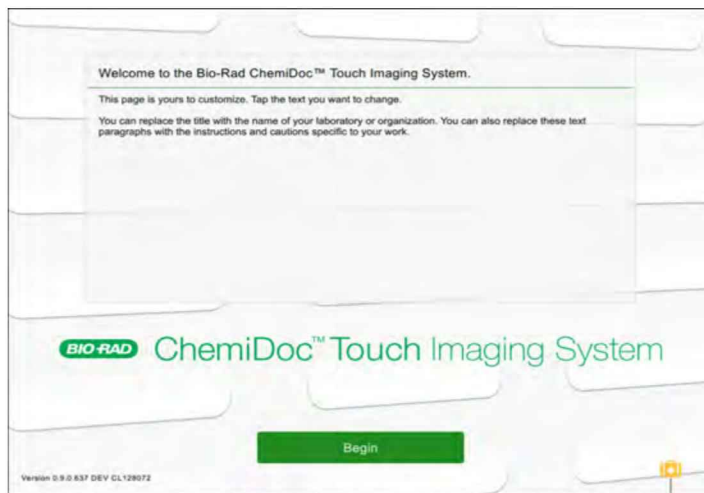 Welcome to the Bio-Rad ChemiDoc™ Touch Imaging System.
This page is yours to customize. Tap the text you want to change.
You can replace the title with the name of your laboratory or organization. You can also replace these text
paragraphs with the instructions and cautions specific to your work.
BIO-RAD ChemiDoc™ Touch Imaging System
Begin
Version 0.9.0.637 DEV CL128072